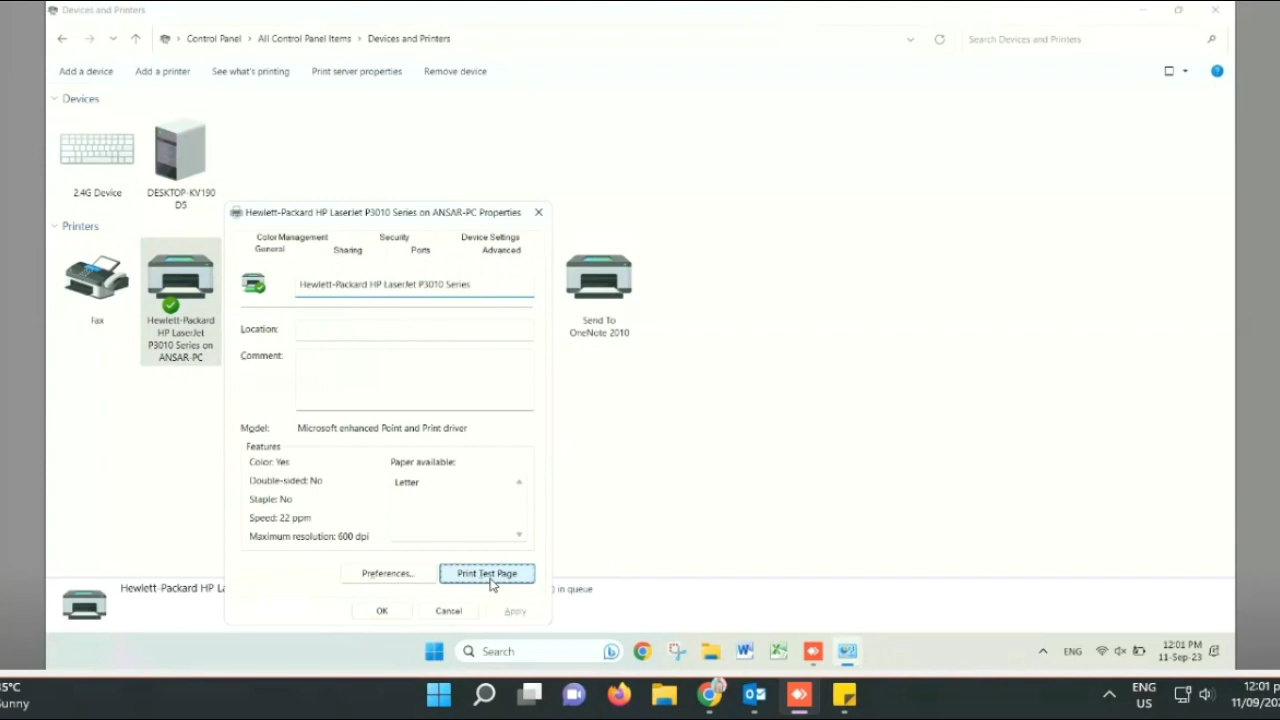 Devices and Printers
Control Panel > All Control Panel Items > Devices and Printers
Search Devices and Printers
Add a device
Add a printer
See what's printing
Print server properties
Remove device
Devices
2.4G Device
DESKTOP-KV190
D5
Printers
Fax
Hewlett-Packard
HP LaserJet
P3010 Series on
ANSAR-PC
Send To
OneNote 2010
Hewlett-Packard HP LaserJet P3010 Series on ANSAR-PC Properties
Color Management
Security
Device Settings
General
Sharing
Ports
Advanced
Hewlett-Packard HP LaserJet P3010 Series
Location:
Comment:
Model:
Microsoft enhanced Point and Print driver
Features
Color: Yes
Paper available:
Double-sided: No
Letter
Staple: No
Speed: 22 ppm
Maximum resolution: 600 dpi
Preferences...
Print Test Page
OK
Cancel
Apply
Hewlett-Packard HP L
) in queue
Search
ENG
12:01 PM
11-Sep-23
5°C
unny
ENG
US
12:01 p
11/09/20